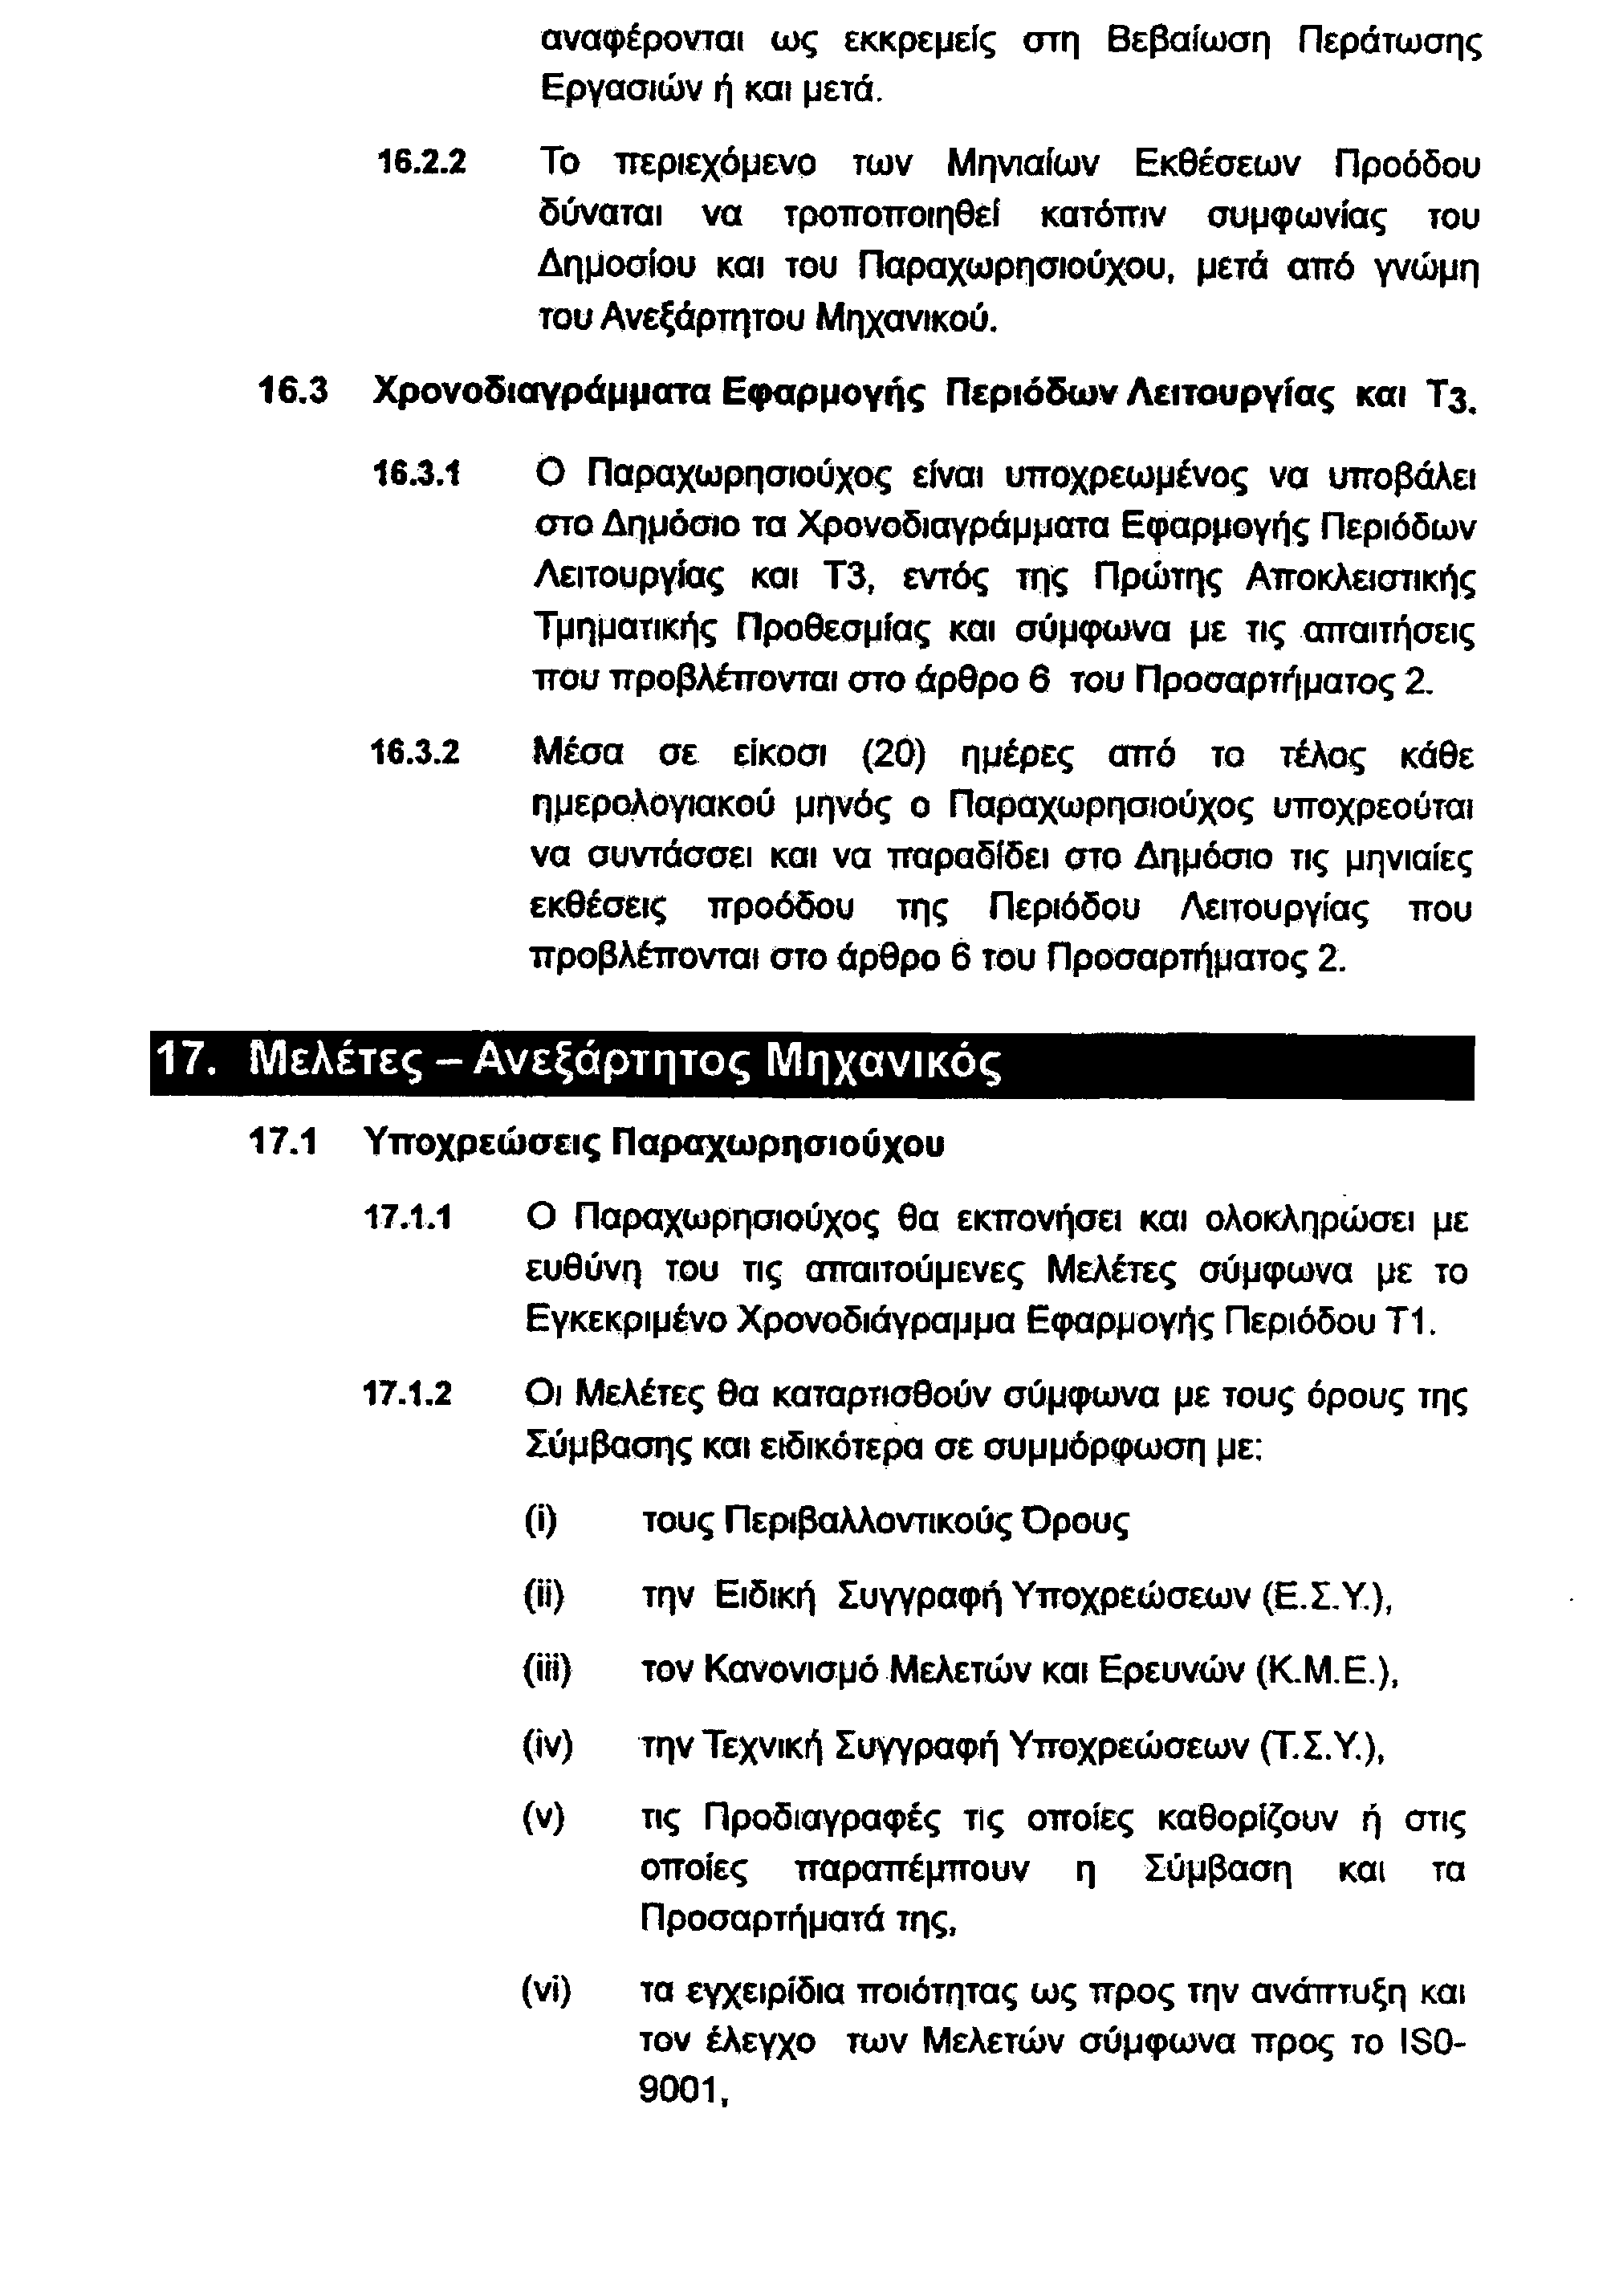 αναφέρονται ως εκκρεμείς στη Βεβαίωση Περάτωσης
Εργασιών ή και μετά.
16.2.2 Το περιεχόμενο των Μηνιαίων Εκθέσεων Προόδου
δύναται να τροποποιηθεί κατόπιν συμφωνίας του
Δημοσίου και του Παραχωρησιούχου, μετά από γνώμη
του Ανεξάρτητου Μηχανικού.
16.3 Χρονοδιαγράμματα Εφαρμογής Περιόδων Λειτουργίας και Τ3.
16.3.1 Ο Παραχωρησιούχος είναι υποχρεωμένος να υποβάλει
στο Δημόσιο τα Χρονοδιαγράμματα Εφαρμογής Περιόδων
Λειτουργίας και Τ3, εντός της Πρώτης Αποκλειστικής
Τμηματικής Προθεσμίας και σύμφωνα με τις απαιτήσεις
που προβλέπονται στο άρθρο 6 του Προσαρτήματος 2.
16.3.2 Μέσα σε είκοσι (20) ημέρες από το τέλος κάθε
ημερολογιακού μηνός ο Παραχωρησιούχος υποχρεούται
να συντάσσει και να παραδίδει στο Δημόσιο τις μηνιαίες
εκθέσεις προόδου της Περιόδου Λειτουργίας που
προβλέπονται στο άρθρο 6 του Προσαρτήματος 2.
17. Μελέτες – Ανεξάρτητος Μηχανικός
17.1 Υποχρεώσεις Παραχωρησιούχου
17.1.1 Ο Παραχωρησιούχος θα εκπονήσει και ολοκληρώσει με
ευθύνη του τις απαιτούμενες Μελέτες σύμφωνα με το
Εγκεκριμένο Χρονοδιάγραμμα Εφαρμογής Περιόδου Τ1.
17.1.2 Οι Μελέτες θα καταρτισθούν σύμφωνα με τους όρους της
Σύμβασης και ειδικότερα σε συμμόρφωση με:
(i) τους Περιβαλλοντικούς Όρους
(ii) την Ειδική Συγγραφή Υποχρεώσεων (Ε.Σ.Υ.),
(iii) τον Κανονισμό Μελετών και Ερευνών (Κ.Μ.Ε.),
(iv) την Τεχνική Συγγραφή Υποχρεώσεων (Τ.Σ.Υ.),
(v) τις Προδιαγραφές τις οποίες καθορίζουν ή στις
οποίες παραπέμπουν η Σύμβαση και τα
Προσαρτήματά της,
(vi) τα εγχειρίδια ποιότητας ως προς την ανάπτυξη και
τον έλεγχο των Μελετών σύμφωνα προς το IS0-
9001,